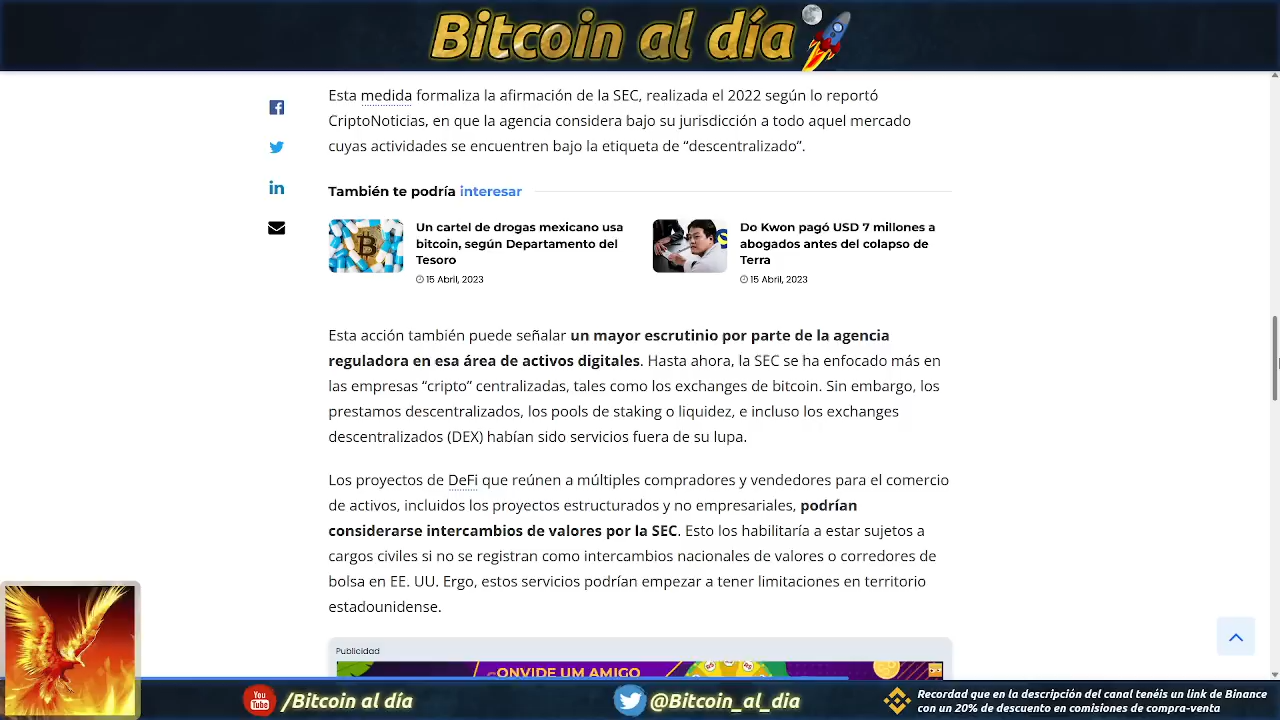 Bitcoin al día
Esta medida formaliza la afirmación de la SEC, realizada el 2022 según lo reportó
CriptoNoticias, en que la agencia considera bajo su jurisdicción a todo aquel mercado
cuyas actividades se encuentren bajo la etiqueta de “descentralizado”.
También te podría interesar
Un cartel de drogas mexicano usa
bitcoin, según Departamento del
Tesoro
15 Abril, 2023
Do Kwon pagó USD 7 millones a
abogados antes del colapso de
Terra
15 Abril, 2023
Esta acción también puede señalar un mayor escrutinio por parte de la agencia
reguladora en esa área de activos digitales. Hasta ahora, la SEC se ha enfocado más en
las empresas “cripto” centralizadas, tales como los exchanges de bitcoin. Sin embargo, los
prestamos descentralizados, los pools de staking o liquidez, e incluso los exchanges
descentralizados (DEX) habían sido servicios fuera de su lupa.
Los proyectos de DeFi que reúnen a múltiples compradores y vendedores para el comercio
de activos, incluidos los proyectos estructurados y no empresariales, podrían
considerarse intercambios de valores por la SEC. Esto los habilitaría a estar sujetos a
cargos civiles si no se registran como intercambios nacionales de valores o corredores de
bolsa en EE. UU. Ergo, estos servicios podrían empezar a tener limitaciones en territorio
estadounidense.
Publicidad
CONVIDE UM AMIGO
You Tube /Bitcoin al día
@Bitcoin_al_dia
Recordad que en la descripción del canal tenéis un link de Binance
con un 20% de descuento en comisiones de compra-venta